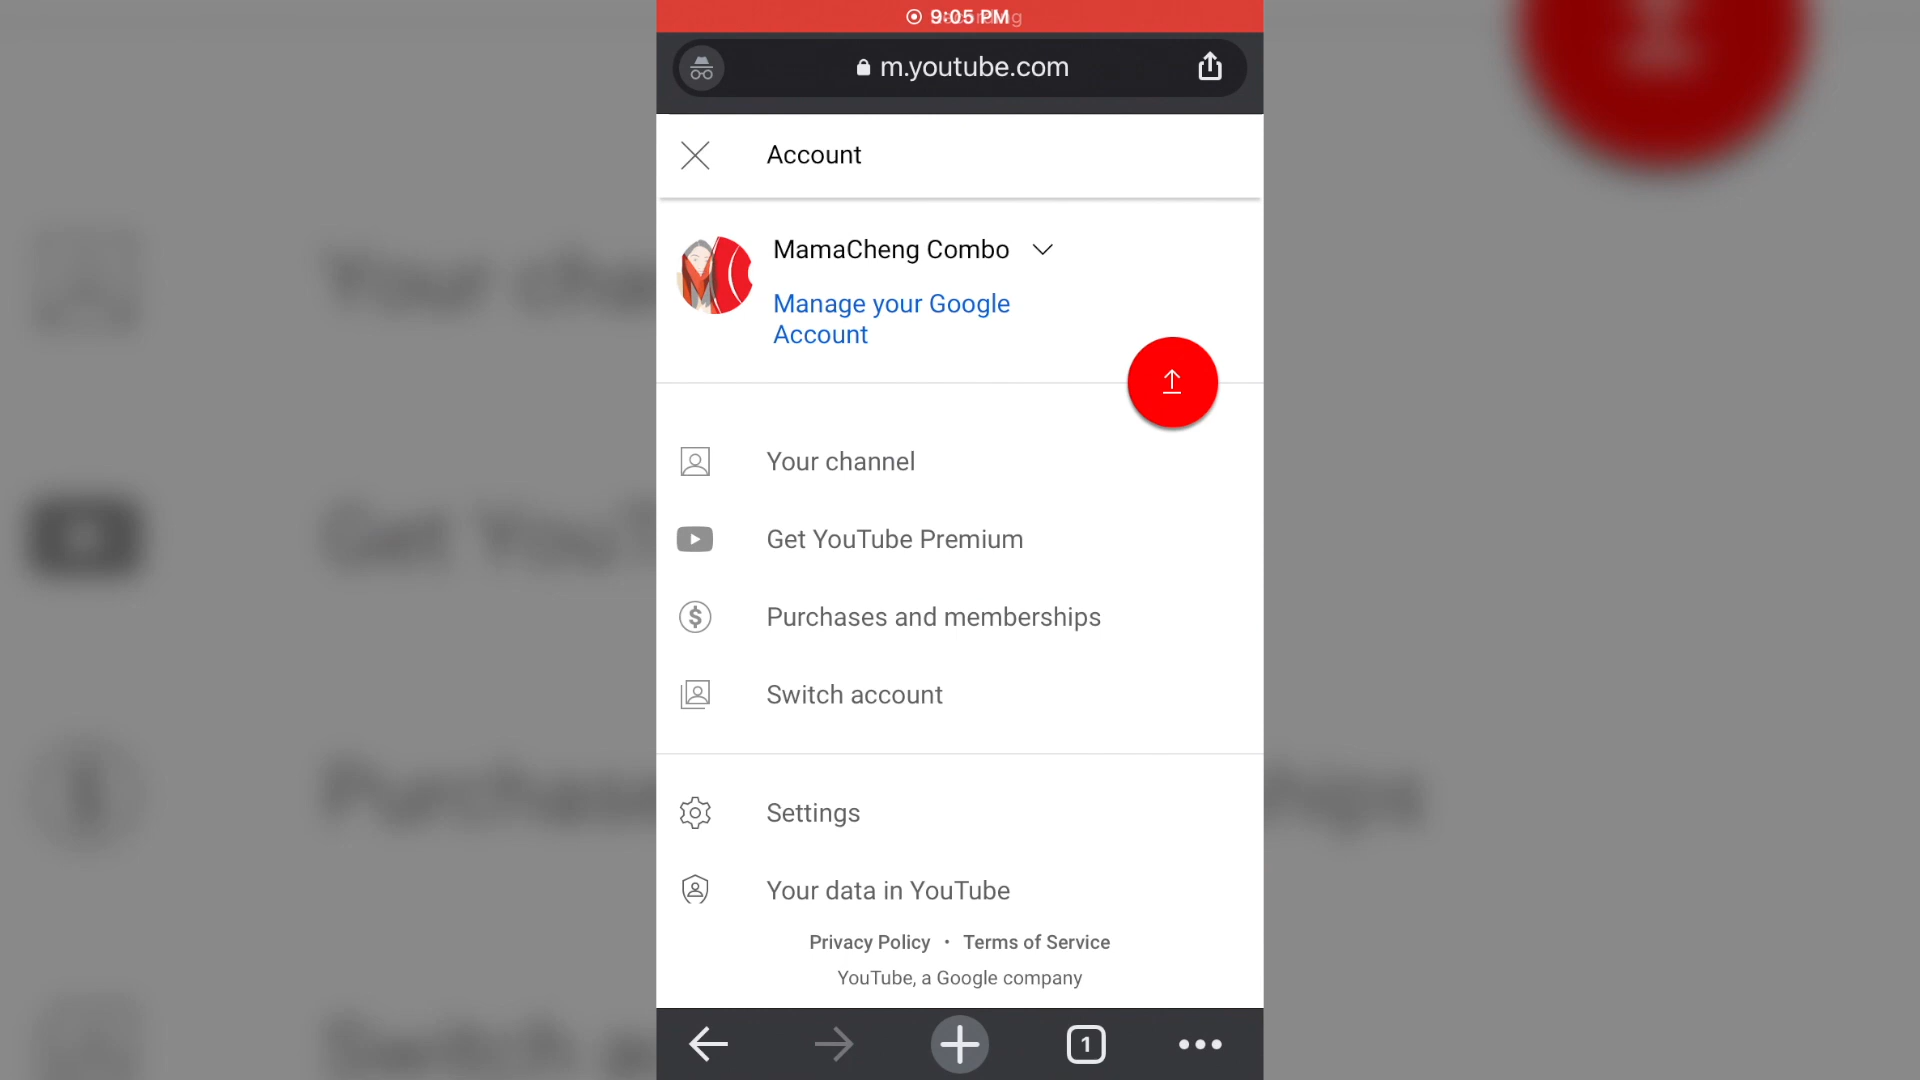 9:05 PM
m.youtube.com
Account
MamaCheng Combo
Manage your Google
Account
Your channel
Get YouTube Premium
Purchases and memberships
Switch account
Settings
Your data in YouTube
Privacy Policy • Terms of Service
YouTube, a Google company
1